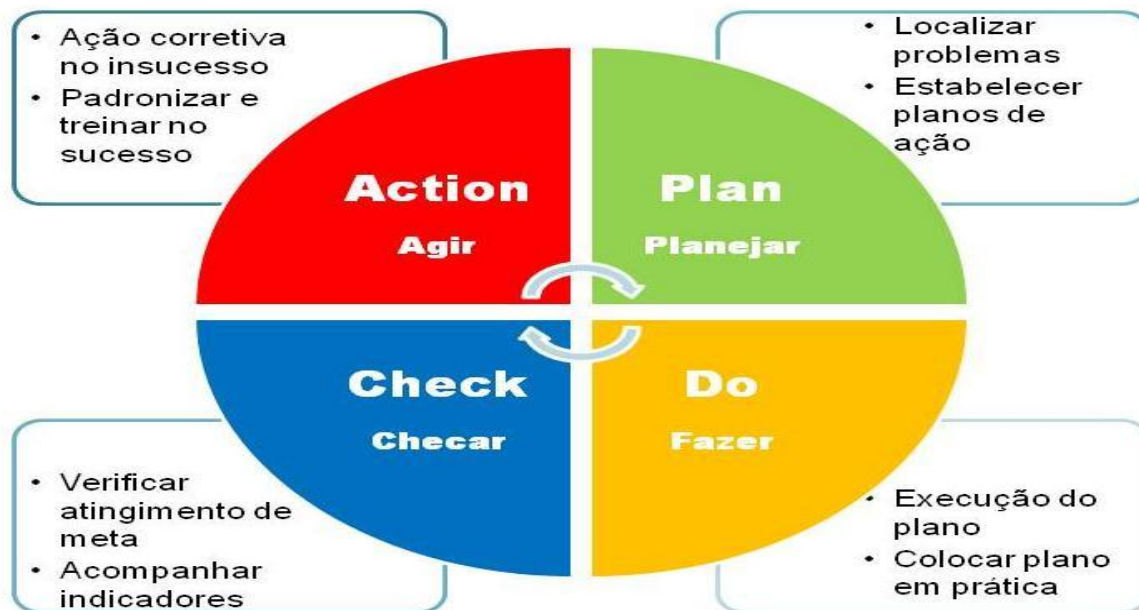 • Ação corretiva
no insucesso
• Padronizar e
treinar no
sucesso
• Localizar
problemas
• Estabelecer
planos de
ação
Action
Agir
Plan
Planejar
Check
Checar
Do
Fazer
• Verificar
atingimento de
meta
• Acompanhar
indicadores
• Execução do
plano
• Colocar plano
em prática